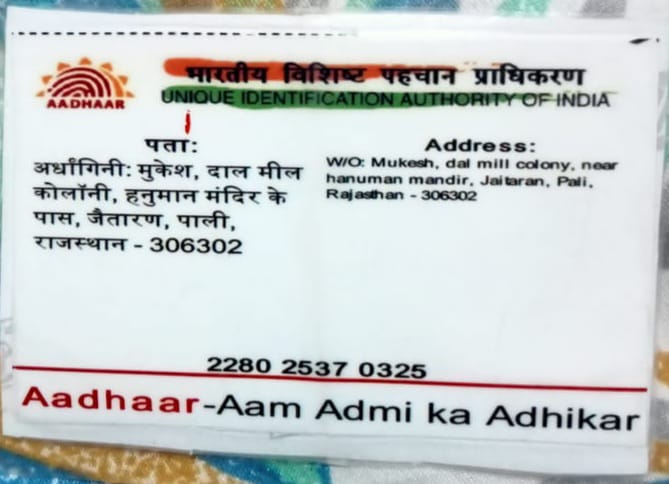 भारतीय विशिष्ट पहचान प्राधिकरण
AADHAAR
UNIQUE IDENTIFICATION AUTHORITY OF INDIA
पता:
अर्धांगिनी: मुकेश, दाल मील
कोलॉनी, हनुमान मंदिर के
पास, जैतारण, पाली,
राजस्थान - 306302
Address:
W/O: Mukesh, dal mill colony, near
hanuman mandir, Jaitaran, Pali,
Rajasthan - 306302
2280 2537 0325
Aadhaar-Aam Admi ka Adhikar